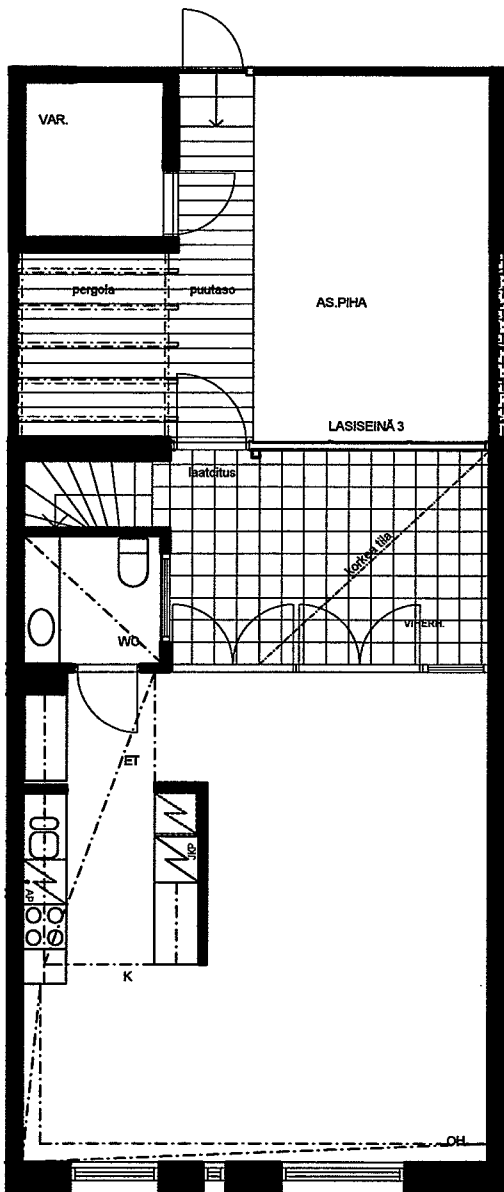 VAR.
pergola
puutaso
AS.PIHA
LASISEINÄ 3
laatoitus
korkea tila
WC
VIHERH.
ET
JKP
AP
K
OH